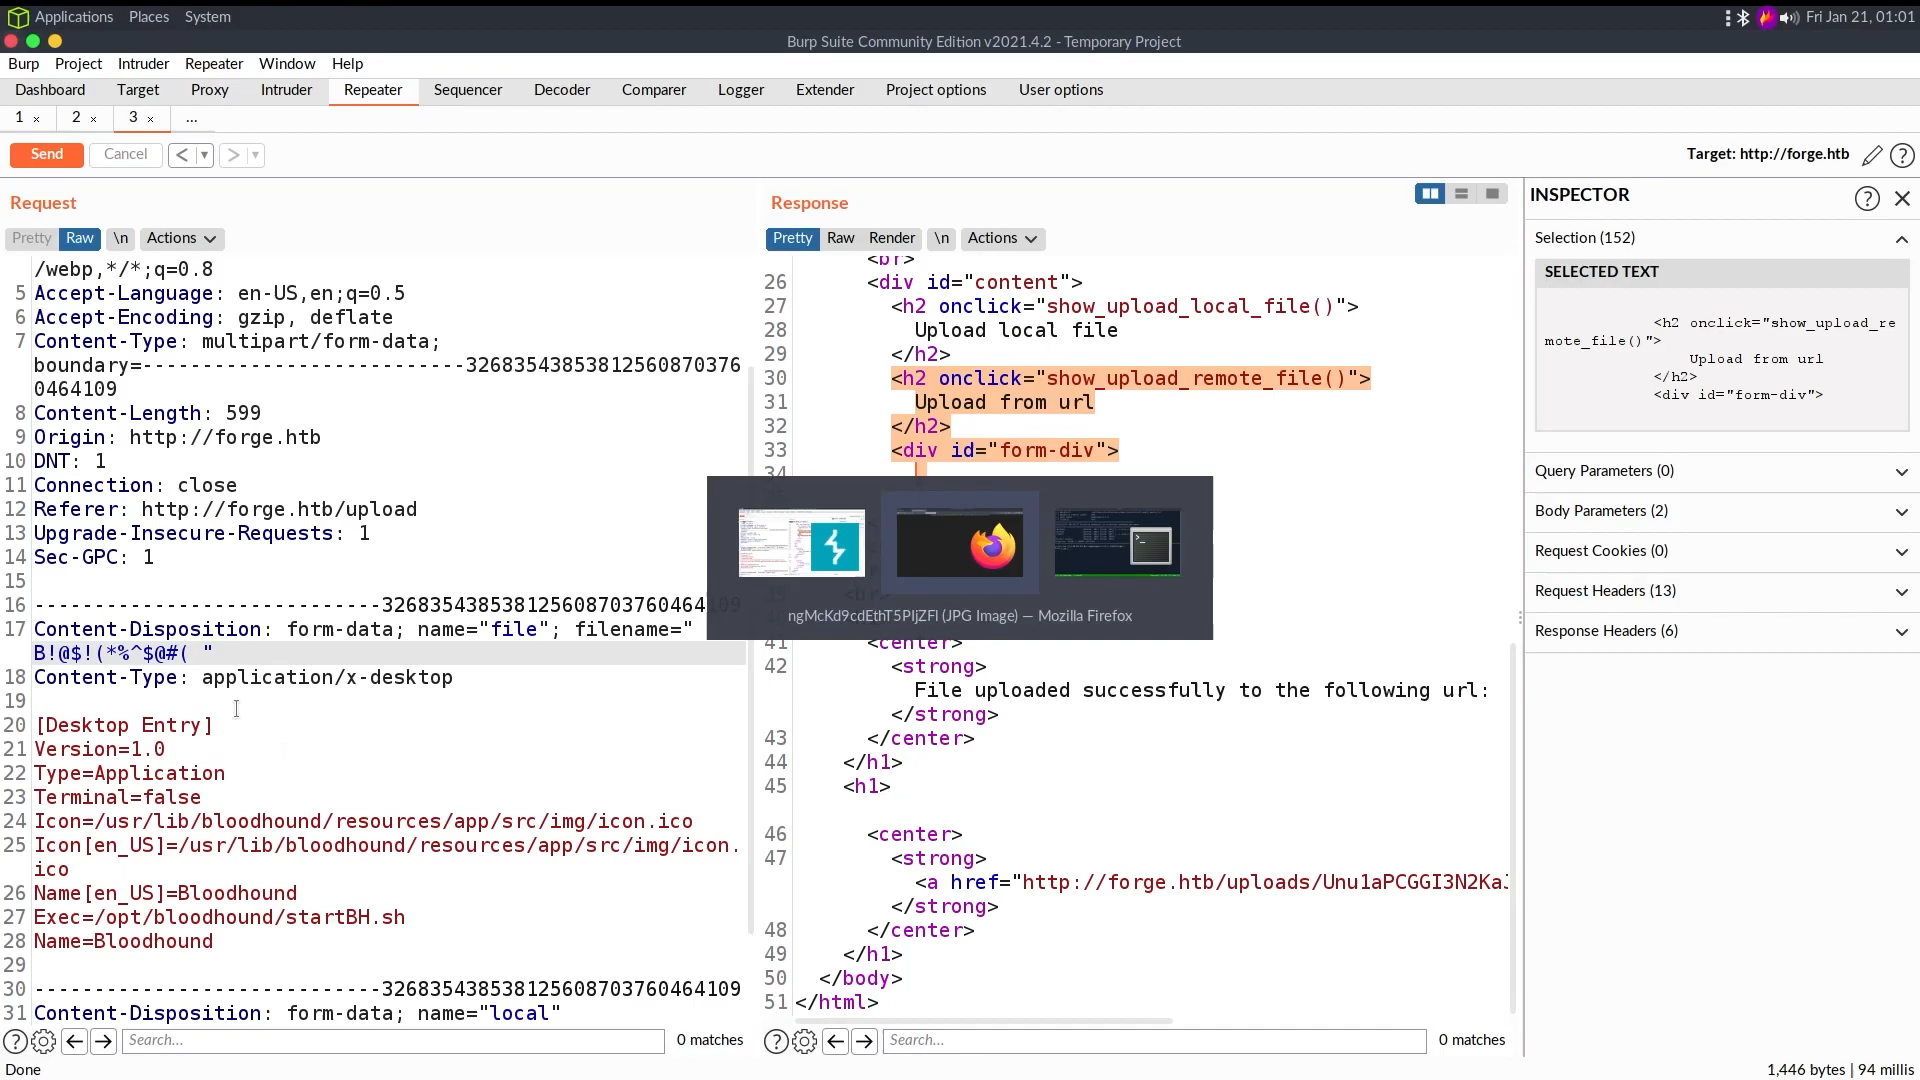 Applications Places System
Fri Jan 21, 01:01
Burp Suite Community Edition v2021.4.2 - Temporary Project
Burp Project Intruder Repeater Window Help
Dashboard Target Proxy Intruder Repeater Sequencer Decoder Comparer Logger Extender Project options User options
1 × 2 × 3 × ...
Send Cancel < >
Target: http://forge.htb
Request
Pretty Raw \n Actions
/webp,*/*;q=0.8
5 Accept-Language: en-US,en;q=0.5
6 Accept-Encoding: gzip, deflate
7 Content-Type: multipart/form-data;
boundary=---------------------------32683543853812560870376
0464109
8 Content-Length: 599
9 Origin: http://forge.htb
10 DNT: 1
11 Connection: close
12 Referer: http://forge.htb/upload
13 Upgrade-Insecure-Requests: 1
14 Sec-GPC: 1
15
16 -----------------------------326835438538125608703760464109
17 Content-Disposition: form-data; name="file"; filename="
B!@$!(*%^$@#( "
18 Content-Type: application/x-desktop
19
20 [Desktop Entry]
21 Version=1.0
22 Type=Application
23 Terminal=false
24 Icon=/usr/lib/bloodhound/resources/app/src/img/icon.ico
25 Icon[en_US]=/usr/lib/bloodhound/resources/app/src/img/icon.
ico
26 Name[en_US]=Bloodhound
27 Exec=/opt/bloodhound/startBH.sh
28 Name=Bloodhound
29
30 -----------------------------326835438538125608703760464109
31 Content-Disposition: form-data; name="local"
Search... 0 matches
Response
Pretty Raw Render \n Actions
<br>
26 <div id="content">
27 <h2 onclick="show_upload_local_file()">
28 Upload local file
29 </h2>
30 <h2 onclick="show_upload_remote_file()">
31 Upload from url
32 </h2>
33 <div id="form-div">
34
ngMcKd9cdEthT5PIjZFl (JPG Image) — Mozilla Firefox
41 <center>
42 <strong>
File uploaded successfully to the following url:
</strong>
43 </center>
44 </h1>
45 <h1>
46 <center>
47 <strong>
<a href="http://forge.htb/uploads/Unu1aPCGGI3N2Ka
</strong>
48 </center>
49 </h1>
50 </body>
51 </html>
Search... 0 matches
INSPECTOR
Selection (152)
SELECTED TEXT
<h2 onclick="show_upload_re
mote_file()">
Upload from url
</h2>
<div id="form-div">
Query Parameters (0)
Body Parameters (2)
Request Cookies (0)
Request Headers (13)
Response Headers (6)
Done
1,446 bytes | 94 millis